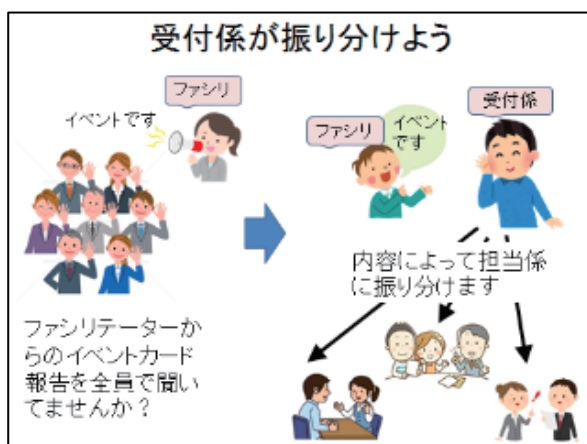 受付係が振り分けよう
ファシリ
イベントです
受付係
ファシリ
イベント
です
内容によって担当係
に振り分けます
ファシリテーターか
らのイベントカード
報告を全員で聞い
てませんか？